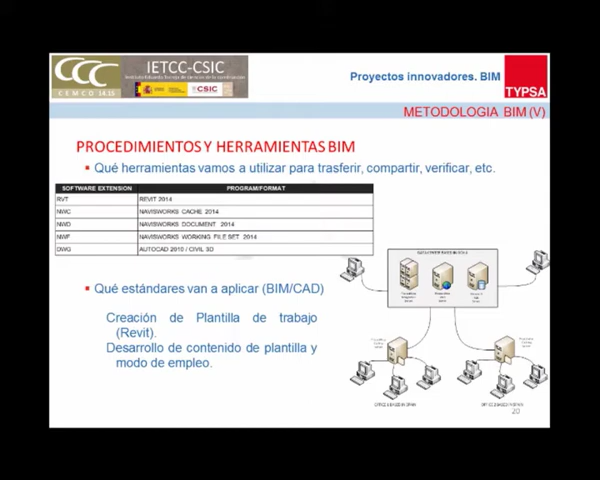 CCC
CEMCO 14.15
IETCC-CSIC
CSIC
Proyectos innovadores. BIM
TYPSA
METODOLOGIA BIM (V)
PROCEDIMIENTOS Y HERRAMIENTAS BIM
▪ Qué herramientas vamos a utilizar para trasferir, compartir, verificar, etc.
SOFTWARE EXTENSION PROGRAM/FORMAT
RVT REVIT 2014
NWC NAVISWORKS CACHE 2014
NWD NAVISWORKS DOCUMENT 2014
NWF NAVISWORKS WORKING FILE SET 2014
DWG AUTOCAD 2010 / CIVIL 3D
▪ Qué estándares van a aplicar (BIM/CAD)
Creación de Plantilla de trabajo
(Revit).
Desarrollo de contenido de plantilla y
modo de empleo.
20